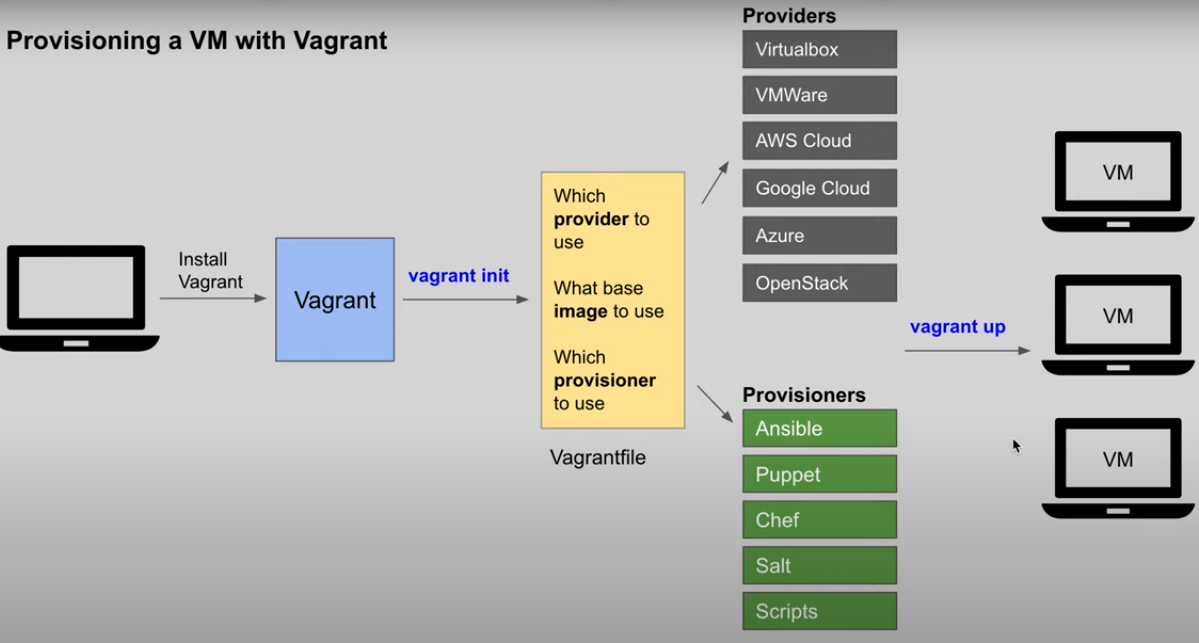 Provisioning a VM with Vagrant
Install
Vagrant
Vagrant
vagrant init
Which
provider to
use
What base
image to use
Which
provisioner
to use
Vagrantfile
Providers
Virtualbox
VMWare
AWS Cloud
Google Cloud
Azure
OpenStack
Provisioners
Ansible
Puppet
Chef
Salt
Scripts
vagrant up
VM
VM
VM